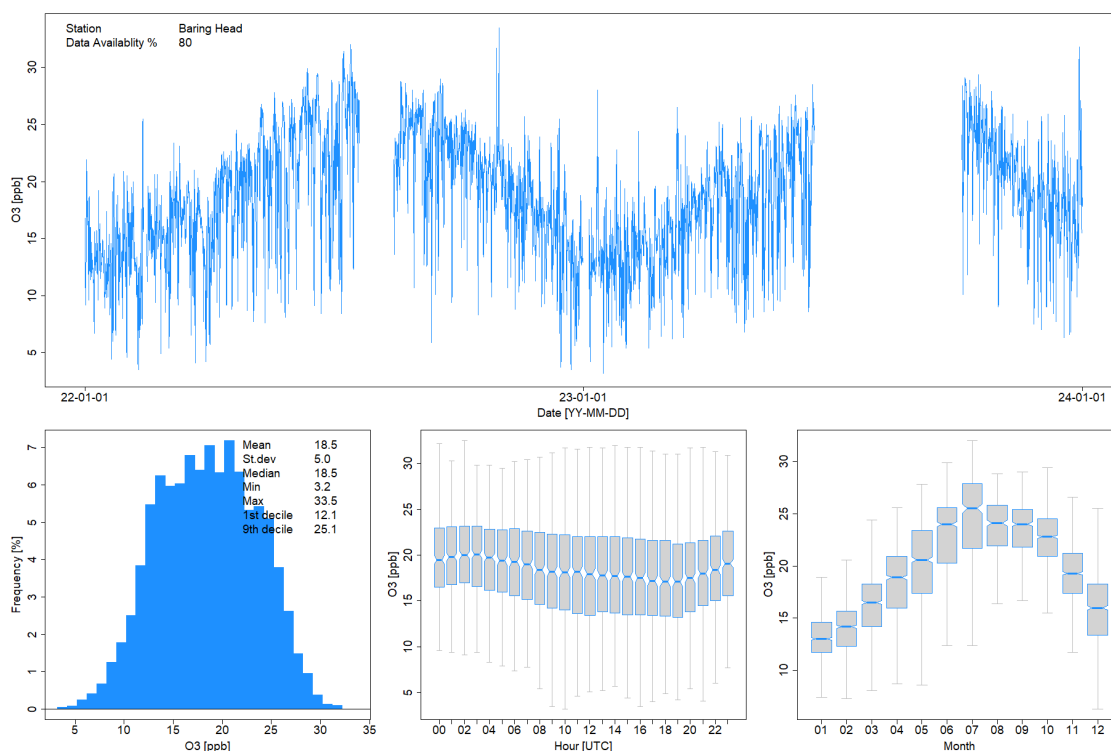 Station Baring Head
Data Availablity % 80
O3 [ppb]
30
25
20
15
10
5
22-01-01 23-01-01 24-01-01
Date [YY-MM-DD]
Frequency [%]
7
6
5
4
3
2
1
0
Mean 18.5
St.dev 5.0
Median 18.5
Min 3.2
Max 33.5
1st decile 12.1
9th decile 25.1
5 10 15 20 25 30 35
O3 [ppb]
O3 [ppb]
30
25
20
15
10
5
00 02 04 06 08 10 12 14 16 18 20 22
Hour [UTC]
O3 [ppb]
30
25
20
15
10
01 02 03 04 05 06 07 08 09 10 11 12
Month